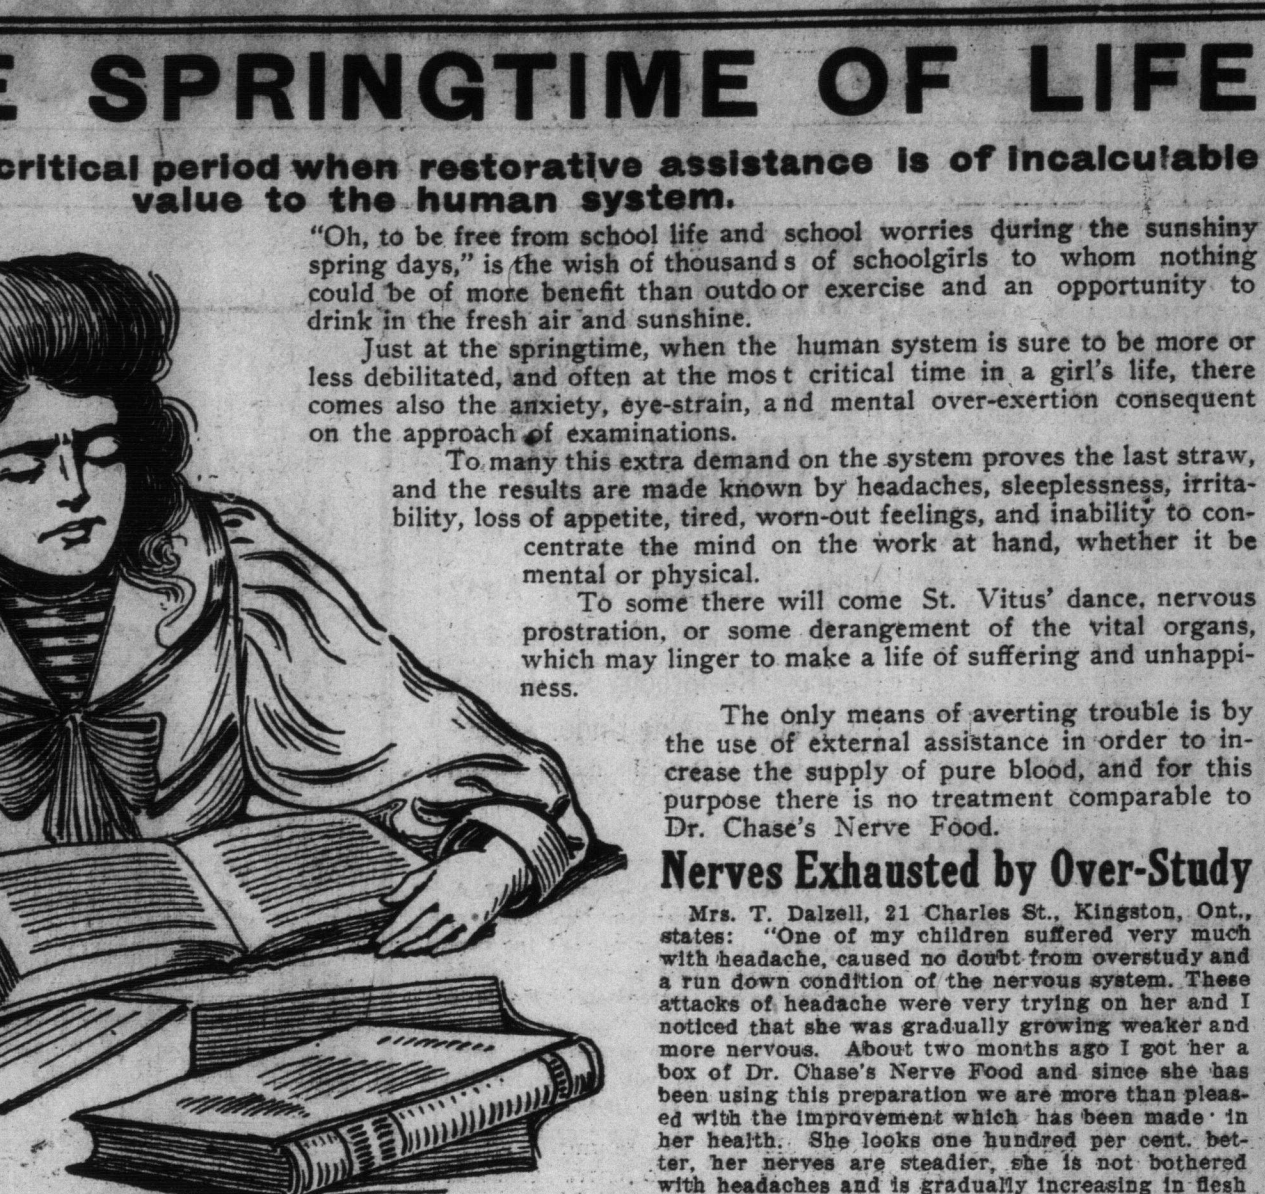 E SPRINGTIME OF LIFE
critical period when restorative assistance is of incalculable
value to the human system.
"Oh, to be free from school life and school worries during the sunshiny
spring days," is the wish of thousands of schoolgirls to whom nothing
could be of more benefit than outdoor exercise and an opportunity to
drink in the fresh air and sunshine.
Just at the springtime, when the human system is sure to be more or
less debilitated, and often at the most critical time in a girl's life, there
comes also the anxiety, eye-strain, and mental over-exertion consequent
on the approach of examinations.
To many this extra demand on the system proves the last straw,
and the results are made known by headaches, sleeplessness, irrita-
bility, loss of appetite, tired, worn-out feelings, and inability to con-
centrate the mind on the work at hand, whether it be
mental or physical.
To some there will come St. Vitus' dance, nervous
prostration, or some derangement of the vital organs,
which may linger to make a life of suffering and unhappi-
ness.
The only means of averting trouble is by
the use of external assistance in order to in-
crease the supply of pure blood, and for this
purpose there is no treatment comparable to
Dr. Chase's Nerve Food.
Nerves Exhausted by Over-Study
Mrs. T. Dalzell, 21 Charles St., Kingston, Ont.,
states: "One of my children suffered very much
with headache, caused no doubt from overstudy and
a run down condition of the nervous system. These
attacks of headache were very trying on her and I
noticed that she was gradually growing weaker and
more nervous. About two months ago I got her a
box of Dr. Chase's Nerve Food and since she has
been using this preparation we are more than pleas-
ed with the improvement which has been made in
her health. She looks one hundred per cent. bet-
ter, her nerves are steadier, she is not bothered
with headaches and is gradually increasing in flesh